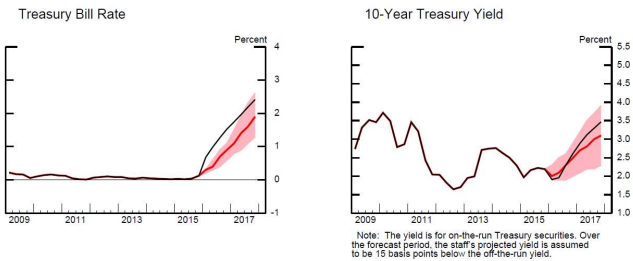 Treasury Bill Rate
Percent
4
3
2
1
0
-1
2009 2011 2013 2015 2017
10-Year Treasury Yield
Percent
5.5
5.0
4.5
4.0
3.5
3.0
2.5
2.0
1.5
1.0
2009 2011 2013 2015 2017
Note: The yield is for on-the-run Treasury securities. Over
the forecast period, the staff's projected yield is assumed
to be 15 basis points below the off-the-run yield.